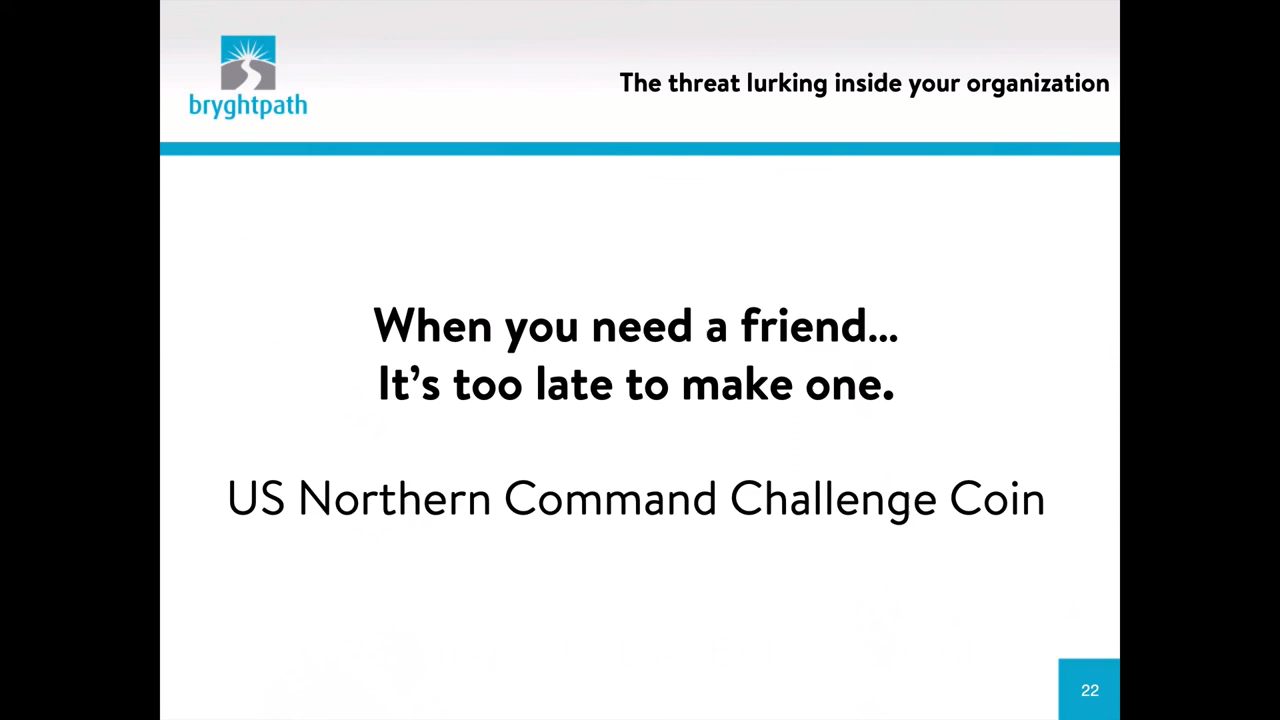 bryghtpath
The threat lurking inside your organization
When you need a friend...
It's too late to make one.
US Northern Command Challenge Coin
22